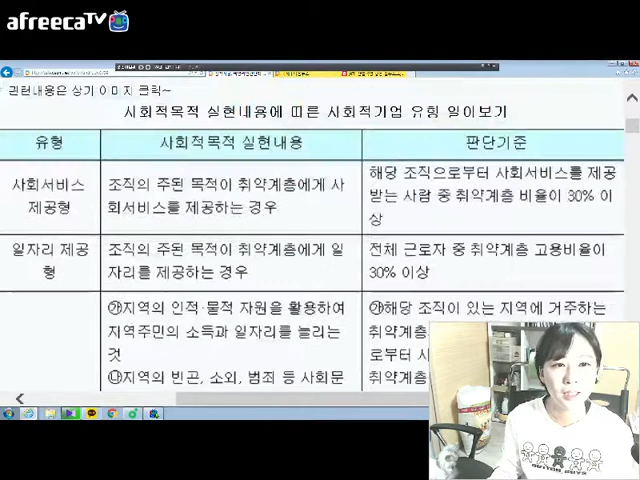 afreecaTV
관련내용은 상기 이미지 클릭~
사회적목적 실현내용에 따른 사회적기업 유형 알아보기
유형
사회적목적 실현내용
판단기준
사회서비스
제공형
조직의 주된 목적이 취약계층에게 사
회서비스를 제공하는 경우
해당 조직으로부터 사회서비스를 제공
받는 사람 중 취약계층 비율이 30% 이
상
일자리 제공
형
조직의 주된 목적이 취약계층에게 일
자리를 제공하는 경우
전체 근로자 중 취약계층 고용비율이
30% 이상
㉮지역의 인적·물적 자원을 활용하여
지역주민의 소득과 일자리를 늘리는
것
㉯지역의 빈곤, 소외, 범죄 등 사회문
㉮해당 조직이 있는 지역에 거주하는
취약계층
로부터 사
취약계층